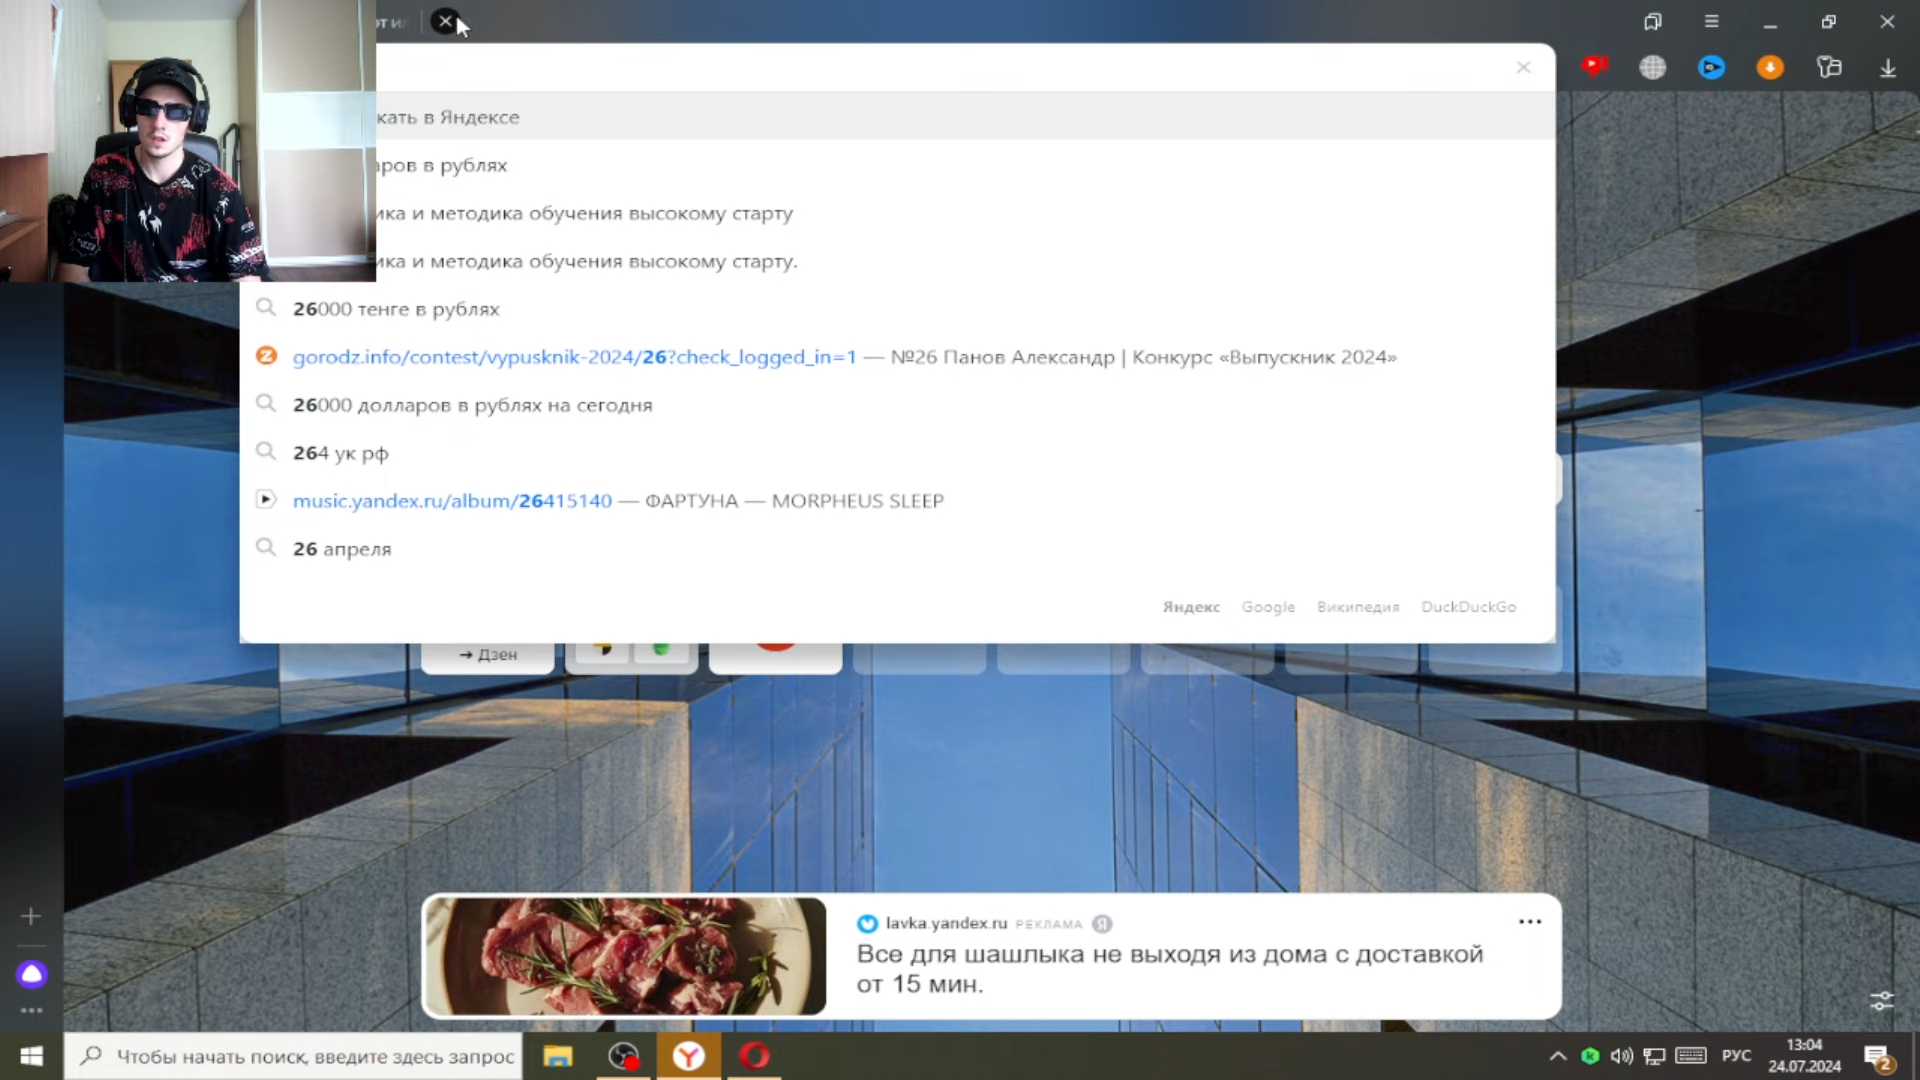 кать в Яндексе
аров в рублях
ика и методика обучения высокому старту
ика и методика обучения высокому старту.
26000 тенге в рублях
gorodz.info/contest/vypusknik-2024/26?check_logged_in=1 — №26 Панов Александр | Конкурс «Выпускник 2024»
26000 долларов в рублях на сегодня
264 ук рф
music.yandex.ru/album/26415140 — ФАРТУНА — MORPHEUS SLEEP
26 апреля
Яндекс Google Википедия DuckDuckGo
→ Дзен
lavka.yandex.ru РЕКЛАМА Я
Все для шашлыка не выходя из дома с доставкой
от 15 мин.
Чтобы начать поиск, введите здесь запрос
РУС
13:04
24.07.2024
2